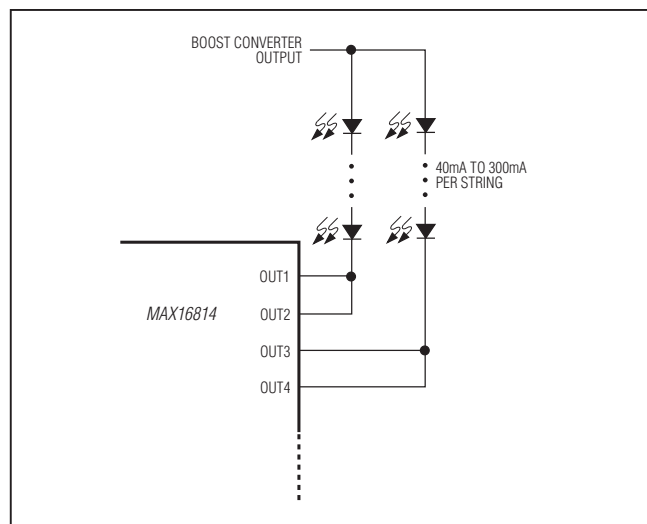 BOOST CONVERTER
OUTPUT
40mA TO 300mA
PER STRING
OUT1
MAX16814
OUT2
OUT3
OUT4